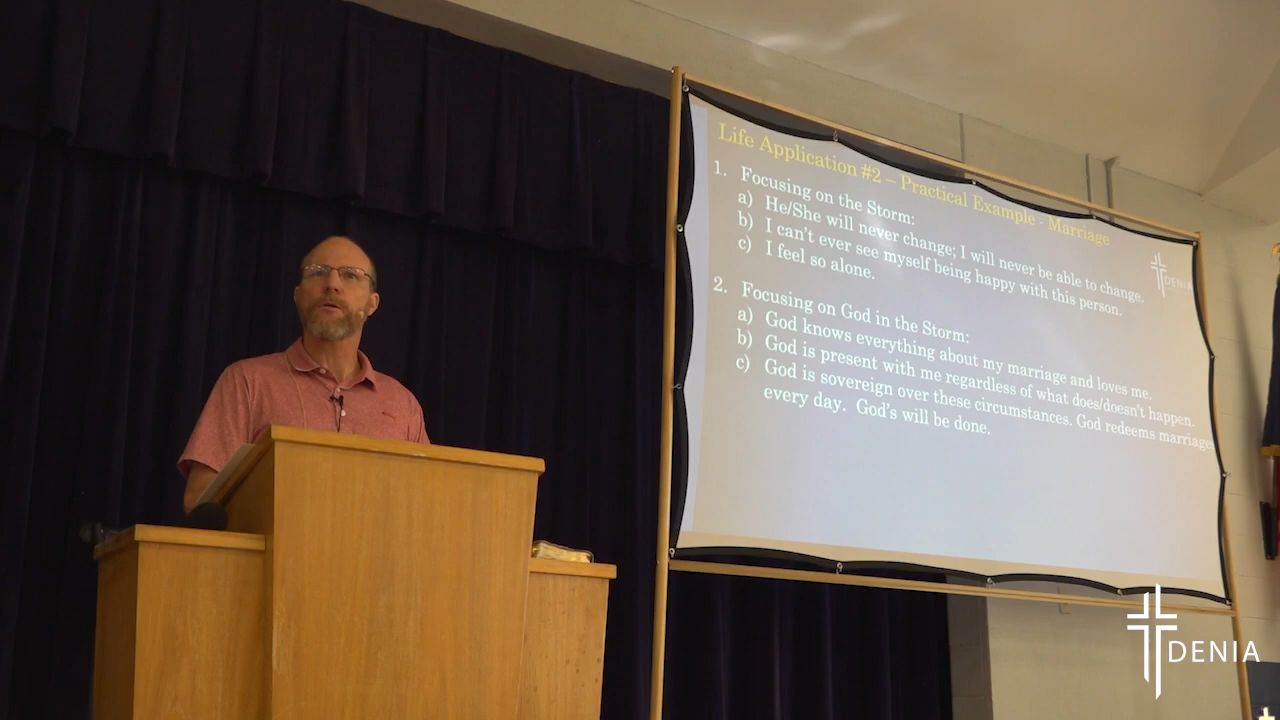 Life Application #2 – Practical Example - Marriage
1. Focusing on the Storm:
a) He/She will never change; I will never be able to change.
b) I can't ever see myself being happy with this person.
c) I feel so alone.
2. Focusing on God in the Storm:
a) God knows everything about my marriage and loves me.
b) God is present with me regardless of what does/doesn't happen.
c) God is sovereign over these circumstances. God redeems marriages
every day. God's will be done.
DENIA
DENIA